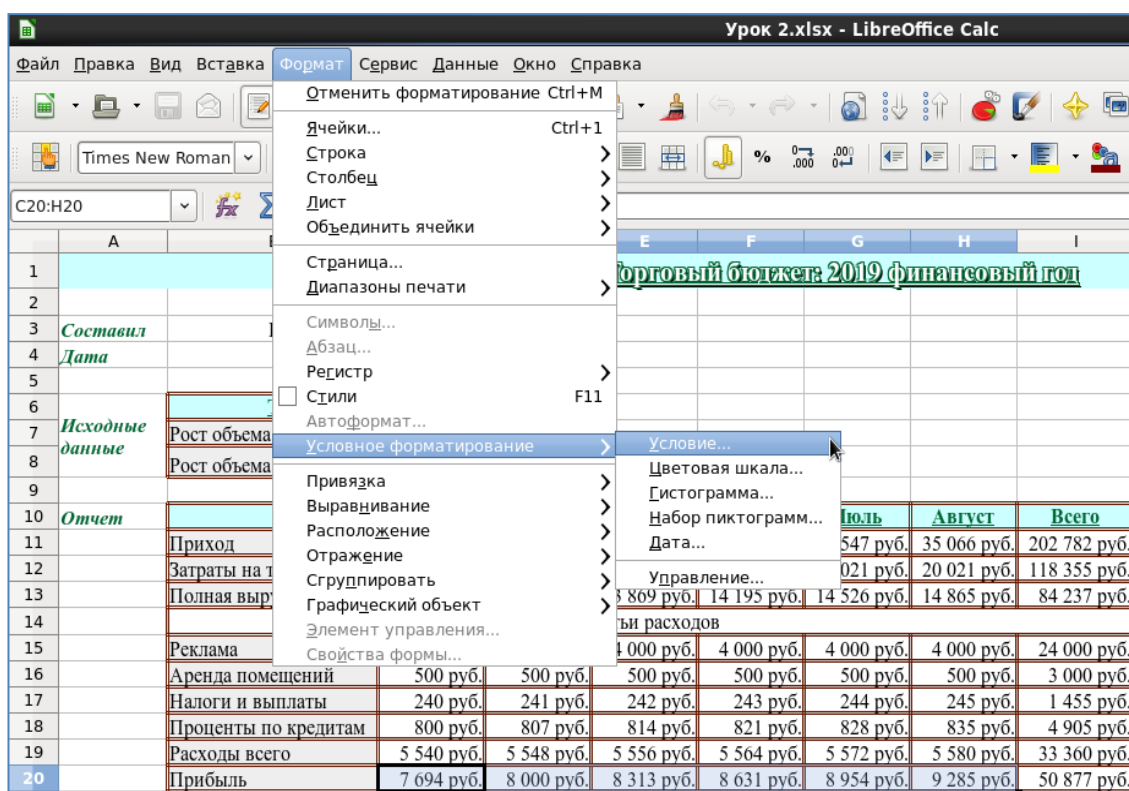 Урок 2.xlsx - LibreOffice Calc
Файл Правка Вид Вставка Формат Сервис Данные Окно Справка
Отменить форматирование Ctrl+M
Ячейки... Ctrl+1
Строка
Столбец
Лист
Объединить ячейки
Страница...
Диапазоны печати
Символы...
Абзац...
Регистр
Стили F11
Автоформат...
Условное форматирование
Привязка
Выравнивание
Расположение
Отражение
Сгруппировать
Графический объект
Элемент управления...
Свойства формы...
Условие...
Цветовая шкала...
Гистограмма...
Набор пиктограмм...
Дата...
Управление...
Times New Roman
% .000 .000
C20:H20
A E F G H I
1 орговый бюджет: 2019 финансовый год
2
3 Составил
4 Дата
5
6
7 Исходные данные Рост объема
8 Рост объема
9
10 Отчет Июль Август Всего
11 Приход 547 руб. 35 066 руб. 202 782 руб.
12 Затраты на т 021 руб. 20 021 руб. 118 355 руб.
13 Полная выр 869 руб. 14 195 руб. 14 526 руб. 14 865 руб. 84 237 руб.
14 ьи расходов
15 Реклама 4 000 руб. 4 000 руб. 4 000 руб. 4 000 руб. 24 000 руб.
16 Аренда помещений 500 руб. 500 руб. 500 руб. 500 руб. 500 руб. 500 руб. 3 000 руб.
17 Налоги и выплаты 240 руб. 241 руб. 242 руб. 243 руб. 244 руб. 245 руб. 1 455 руб.
18 Проценты по кредитам 800 руб. 807 руб. 814 руб. 821 руб. 828 руб. 835 руб. 4 905 руб.
19 Расходы всего 5 540 руб. 5 548 руб. 5 556 руб. 5 564 руб. 5 572 руб. 5 580 руб. 33 360 руб.
20 Прибыль 7 694 руб. 8 000 руб. 8 313 руб. 8 631 руб. 8 954 руб. 9 285 руб. 50 877 руб.